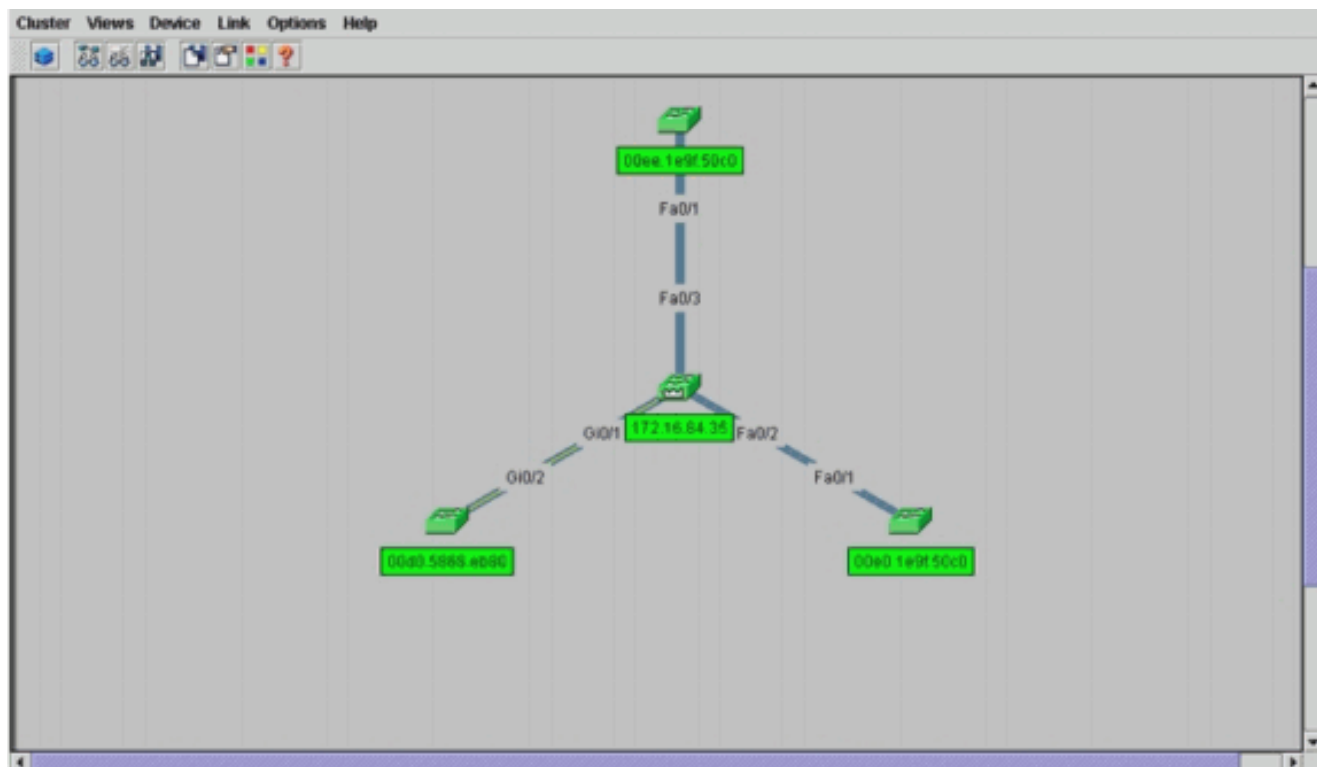 Cluster Views Device Link Options Help
00ee.1e9f.50c0
Fa0/1
Fa0/3
172.16.84.35
Gi0/1
Fa0/2
Gi0/2
Fa0/1
00d0.5868.eb80
00e0.1e9f.50c0